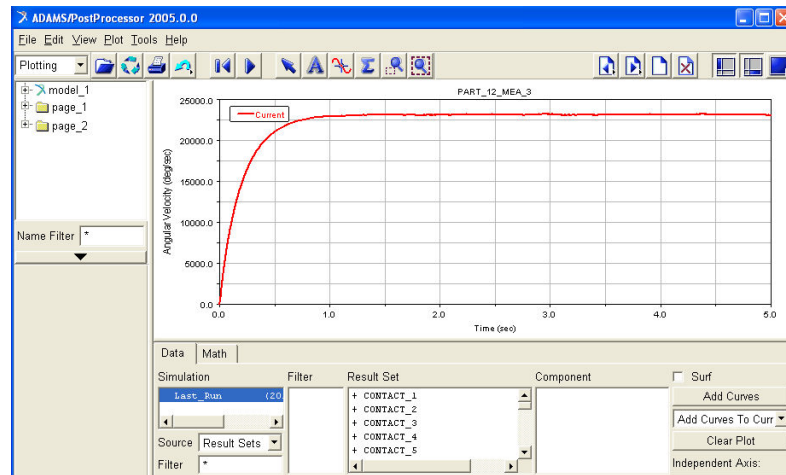 ADAMS/PostProcessor 2005.0.0
File Edit View Plot Tools Help
Plotting
model_1
page_1
page_2
Name Filter *
PART_12_MEA_3
Current
Angular Velocity (deg/sec)
25000.0
20000.0
15000.0
10000.0
5000.0
0.0
0.0 1.0 2.0 3.0 4.0 5.0
Time (sec)
Data Math
Simulation Filter Result Set Component Surf
Last_Run (20
+ CONTACT_1
+ CONTACT_2
+ CONTACT_3
+ CONTACT_4
+ CONTACT_5
Add Curves
Add Curves To Curr
Clear Plot
Source Result Sets
Filter *
Independent Axis: